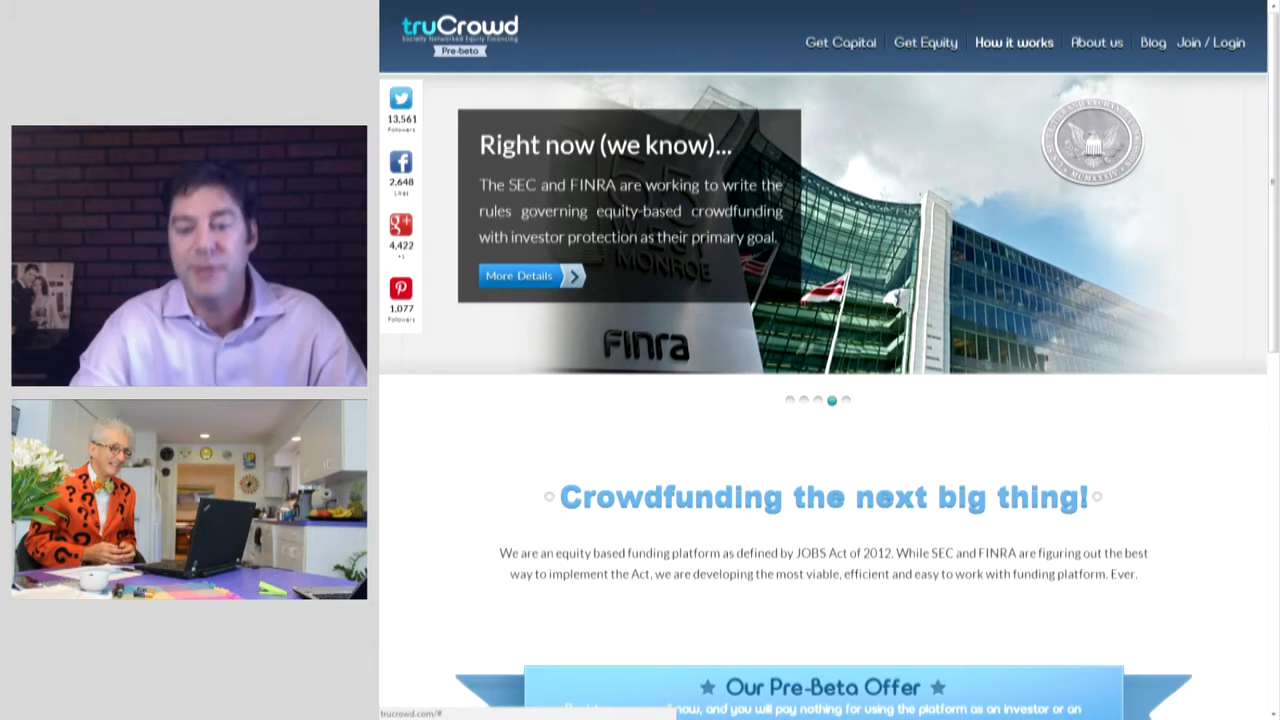 truCrowd
Socially Networked Equity Financing
Pre-beta
Get Capital
Get Equity
How it works
About us
Blog
Join / Login
13,561
Followers
2,648
4,422
+1
1,077
Followers
Right now (we know)...
The SEC and FINRA are working to write the
rules governing equity-based crowdfunding
with investor protection as their primary goal.
More Details
MONROE
Finra
Crowdfunding the next big thing!
We are an equity based funding platform as defined by JOBS Act of 2012. While SEC and FINRA are figuring out the best
way to implement the Act, we are developing the most viable, efficient and easy to work with funding platform. Ever.
★ Our Pre-Beta Offer ★
now, and you will pay nothing for using the platform as an investor or an
trucrowd.com/#